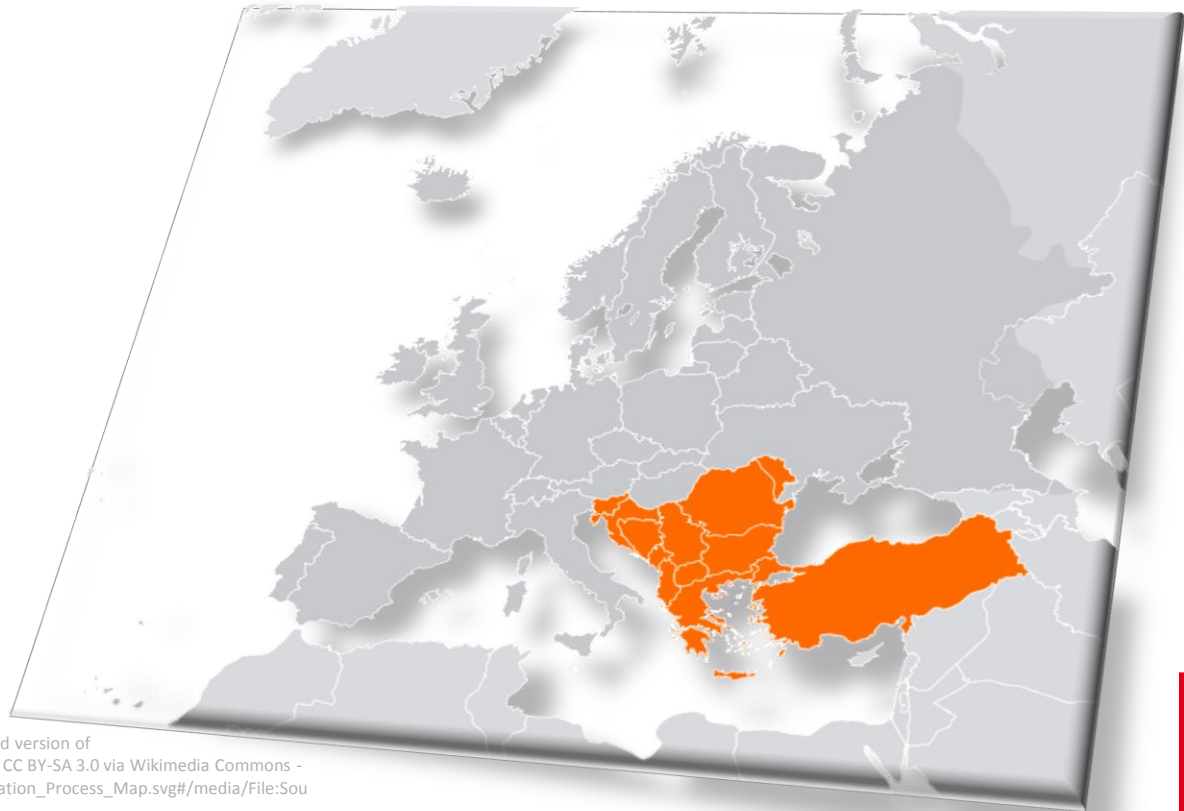 d version of
CC BY-SA 3.0 via Wikimedia Commons -
ation_Process_Map.svg#/media/File:Sou